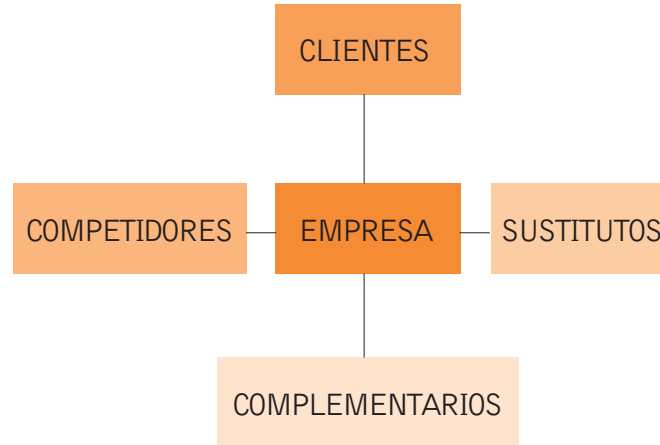 CLIENTES
COMPETIDORES
EMPRESA
SUSTITUTOS
COMPLEMENTARIOS